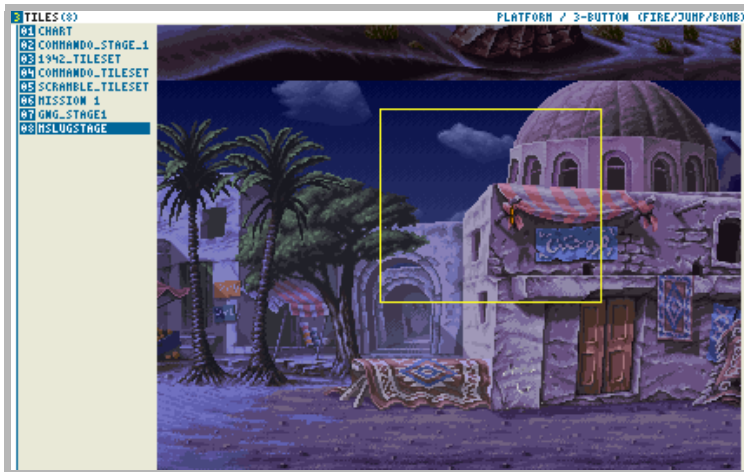 3 TILES(8)
PLATFORM / 3-BUTTON (FIRE/JUMP/BOMB)
01 CHART
02 COMMANDO_STAGE_1
03 1942_TILESET
04 COMMANDO_TILESET
05 SCRAMBLE_TILESET
06 MISSION 1
07 GNG_STAGE1
08 MSLUGSTAGE